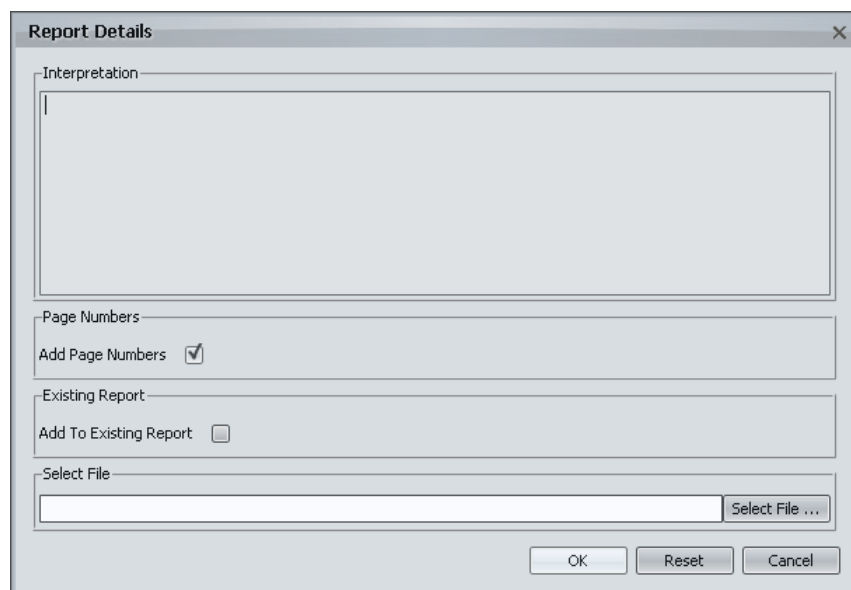 Report Details
Interpretation
Page Numbers
Add Page Numbers
Existing Report
Add To Existing Report
Select File
Select File ...
OK Reset Cancel